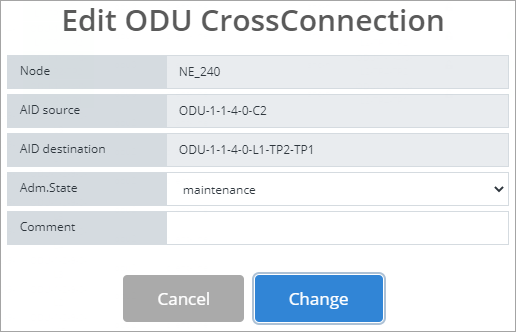 Edit ODU CrossConnection
Node NE_240
AID source ODU-1-1-4-0-C2
AID destination ODU-1-1-4-0-L1-TP2-TP1
Adm.State maintenance
Comment
Cancel Change